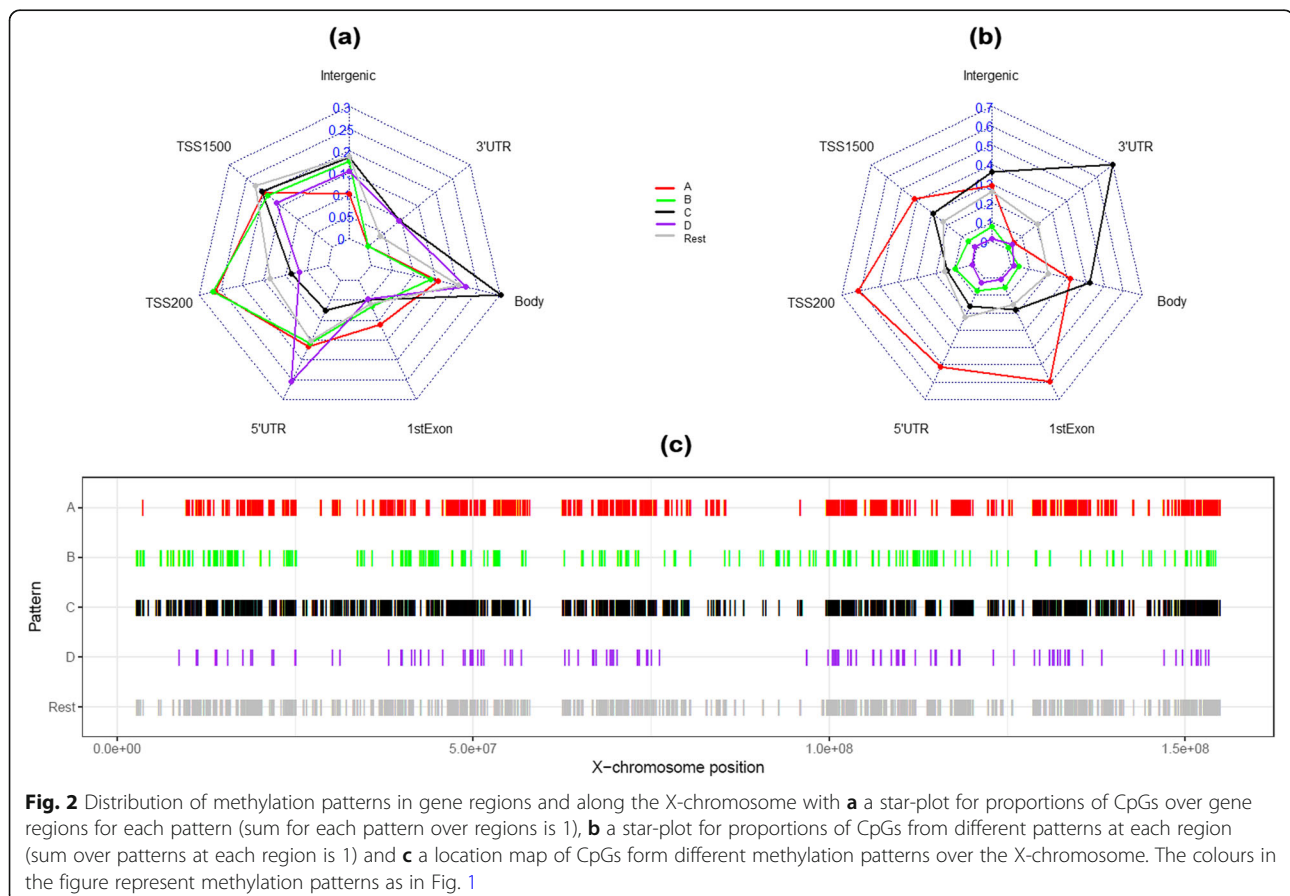 (a)
(b)
Intergenic
3'UTR
Body
1stExon
5'UTR
TSS200
TSS1500
0.3
0.25
0.2
0.15
0.1
0.05
0
A
B
C
D
Rest
Intergenic
3'UTR
Body
1stExon
5'UTR
TSS200
TSS1500
0.7
0.6
0.5
0.4
0.3
0.2
0.1
0
(c)
Pattern
A
B
C
D
Rest
0.0e+00
5.0e+07
1.0e+08
1.5e+08
X−chromosome position
Fig. 2 Distribution of methylation patterns in gene regions and along the X-chromosome with a a star-plot for proportions of CpGs over gene
regions for each pattern (sum for each pattern over regions is 1), b a star-plot for proportions of CpGs from different patterns at each region
(sum over patterns at each region is 1) and c a location map of CpGs form different methylation patterns over the X-chromosome. The colours in
the figure represent methylation patterns as in Fig. 1